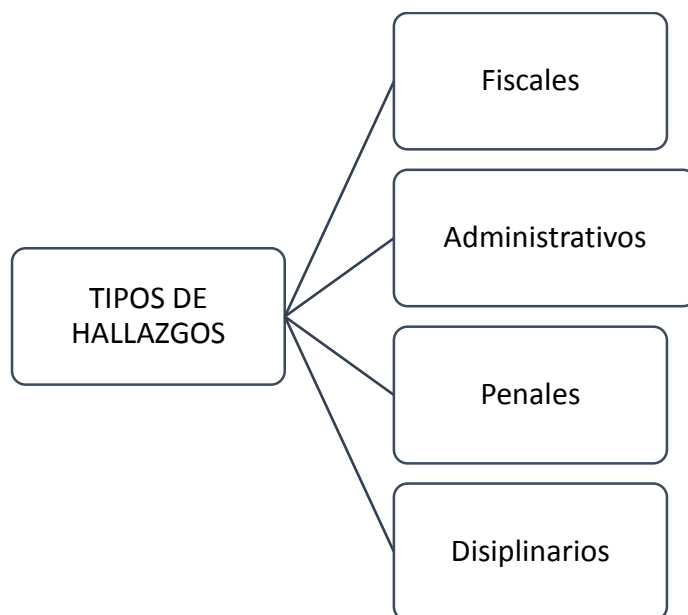 TIPOS DE
HALLAZGOS
Fiscales
Administrativos
Penales
Disiplinarios